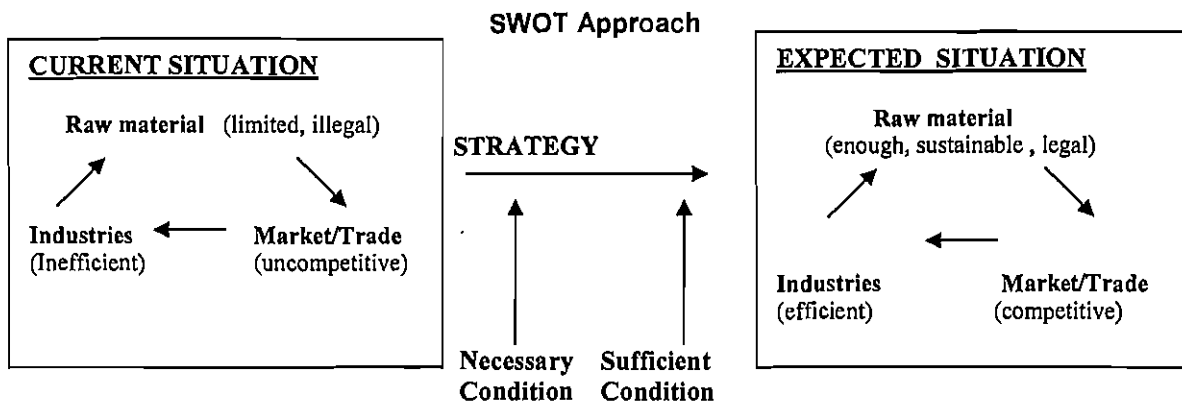 SWOT Approach
CURRENT SITUATION
Raw material (limited, illegal)
Industries
(Inefficient)
Market/Trade
(uncompetitive)
STRATEGY
Necessary
Condition
Sufficient
Condition
EXPECTED SITUATION
Raw material
(enough, sustainable , legal)
Industries
(efficient)
Market/Trade
(competitive)